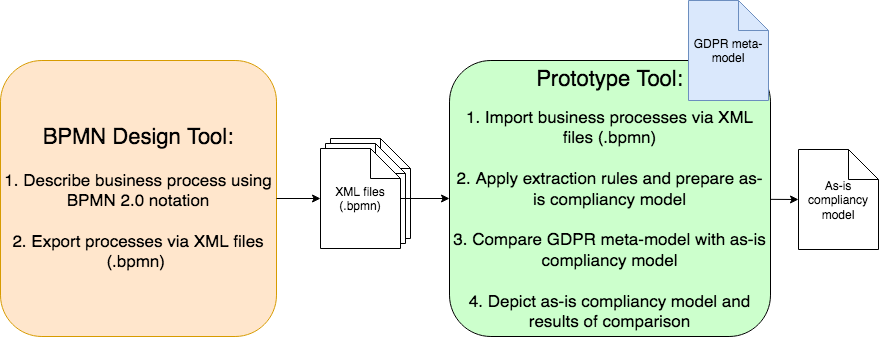 BPMN Design Tool:
1. Describe business process using
BPMN 2.0 notation
2. Export processes via XML files
(.bpmn)
XML files
(.bpmn)
GDPR meta-
model
Prototype Tool:
1. Import business processes via XML
files (.bpmn)
2. Apply extraction rules and prepare as-
is compliancy model
3. Compare GDPR meta-model with as-is
compliancy model
4. Depict as-is compliancy model and
results of comparison
As-is
compliancy
model